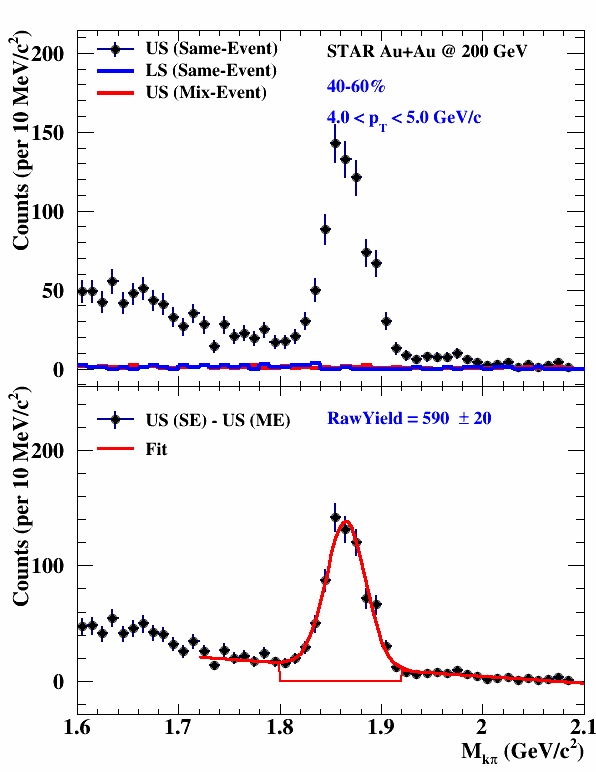 US (Same-Event)
LS (Same-Event)
US (Mix-Event)
STAR Au+Au @ 200 GeV
40-60%
4.0 < pT < 5.0 GeV/c
Counts (per 10 MeV/c²)
200
150
100
50
0
US (SE) - US (ME)
Fit
RawYield = 590 ± 20
Counts (per 10 MeV/c²)
200
100
0
1.6 1.7 1.8 1.9 2 2.1
Mkπ (GeV/c²)